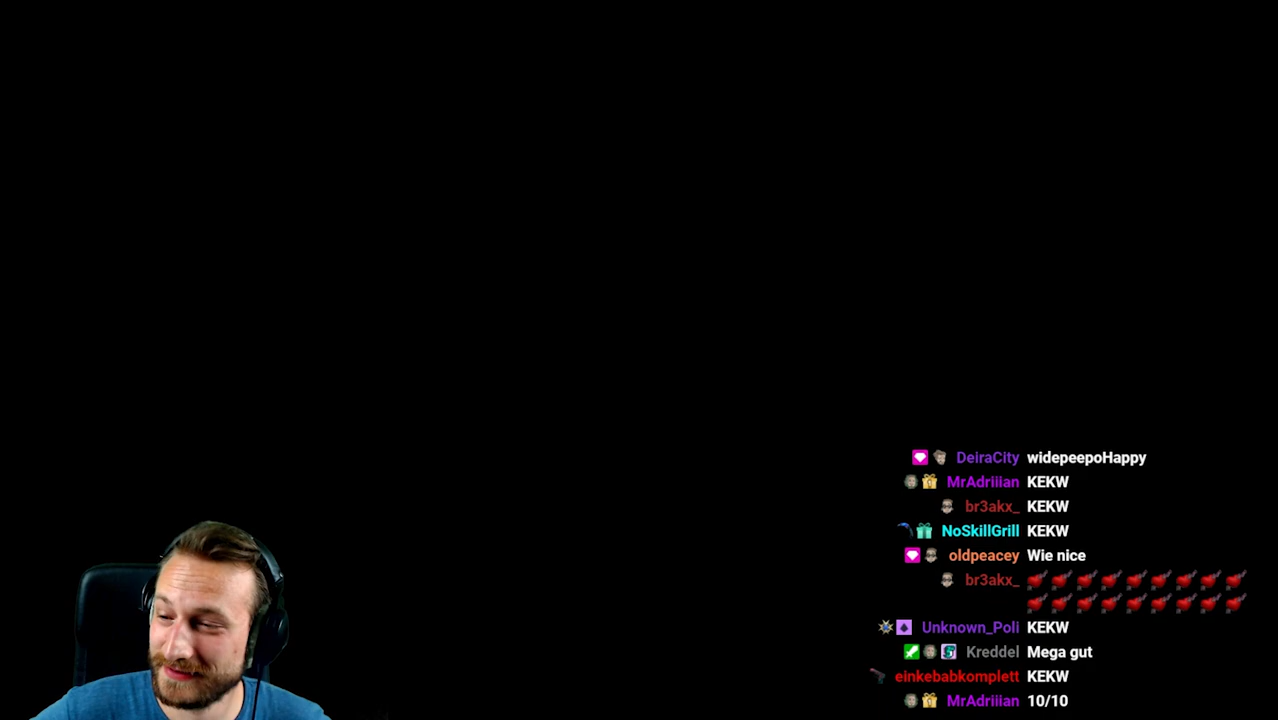 DeiraCity widepeepoHappy
MrAdriiian KEKW
br3akx_ KEKW
NoSkillGrill KEKW
oldpeacey Wie nice
br3akx_
Unknown_Poli KEKW
Kreddel Mega gut
einkebabkomplett KEKW
MrAdriiian 10/10